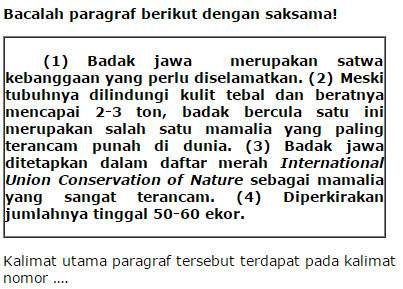 Bacalah paragraf berikut dengan saksama!
(1) Badak jawa merupakan satwa
kebanggaan yang perlu diselamatkan. (2) Meski
tubuhnya dilindungi kulit tebal dan beratnya
mencapai 2-3 ton, badak bercula satu ini
merupakan salah satu mamalia yang paling
terancam punah di dunia. (3) Badak jawa
ditetapkan dalam daftar merah International
Union Conservation of Nature sebagai mamalia
yang sangat terancam. (4) Diperkirakan
jumlahnya tinggal 50-60 ekor.
Kalimat utama paragraf tersebut terdapat pada kalimat
nomor ....